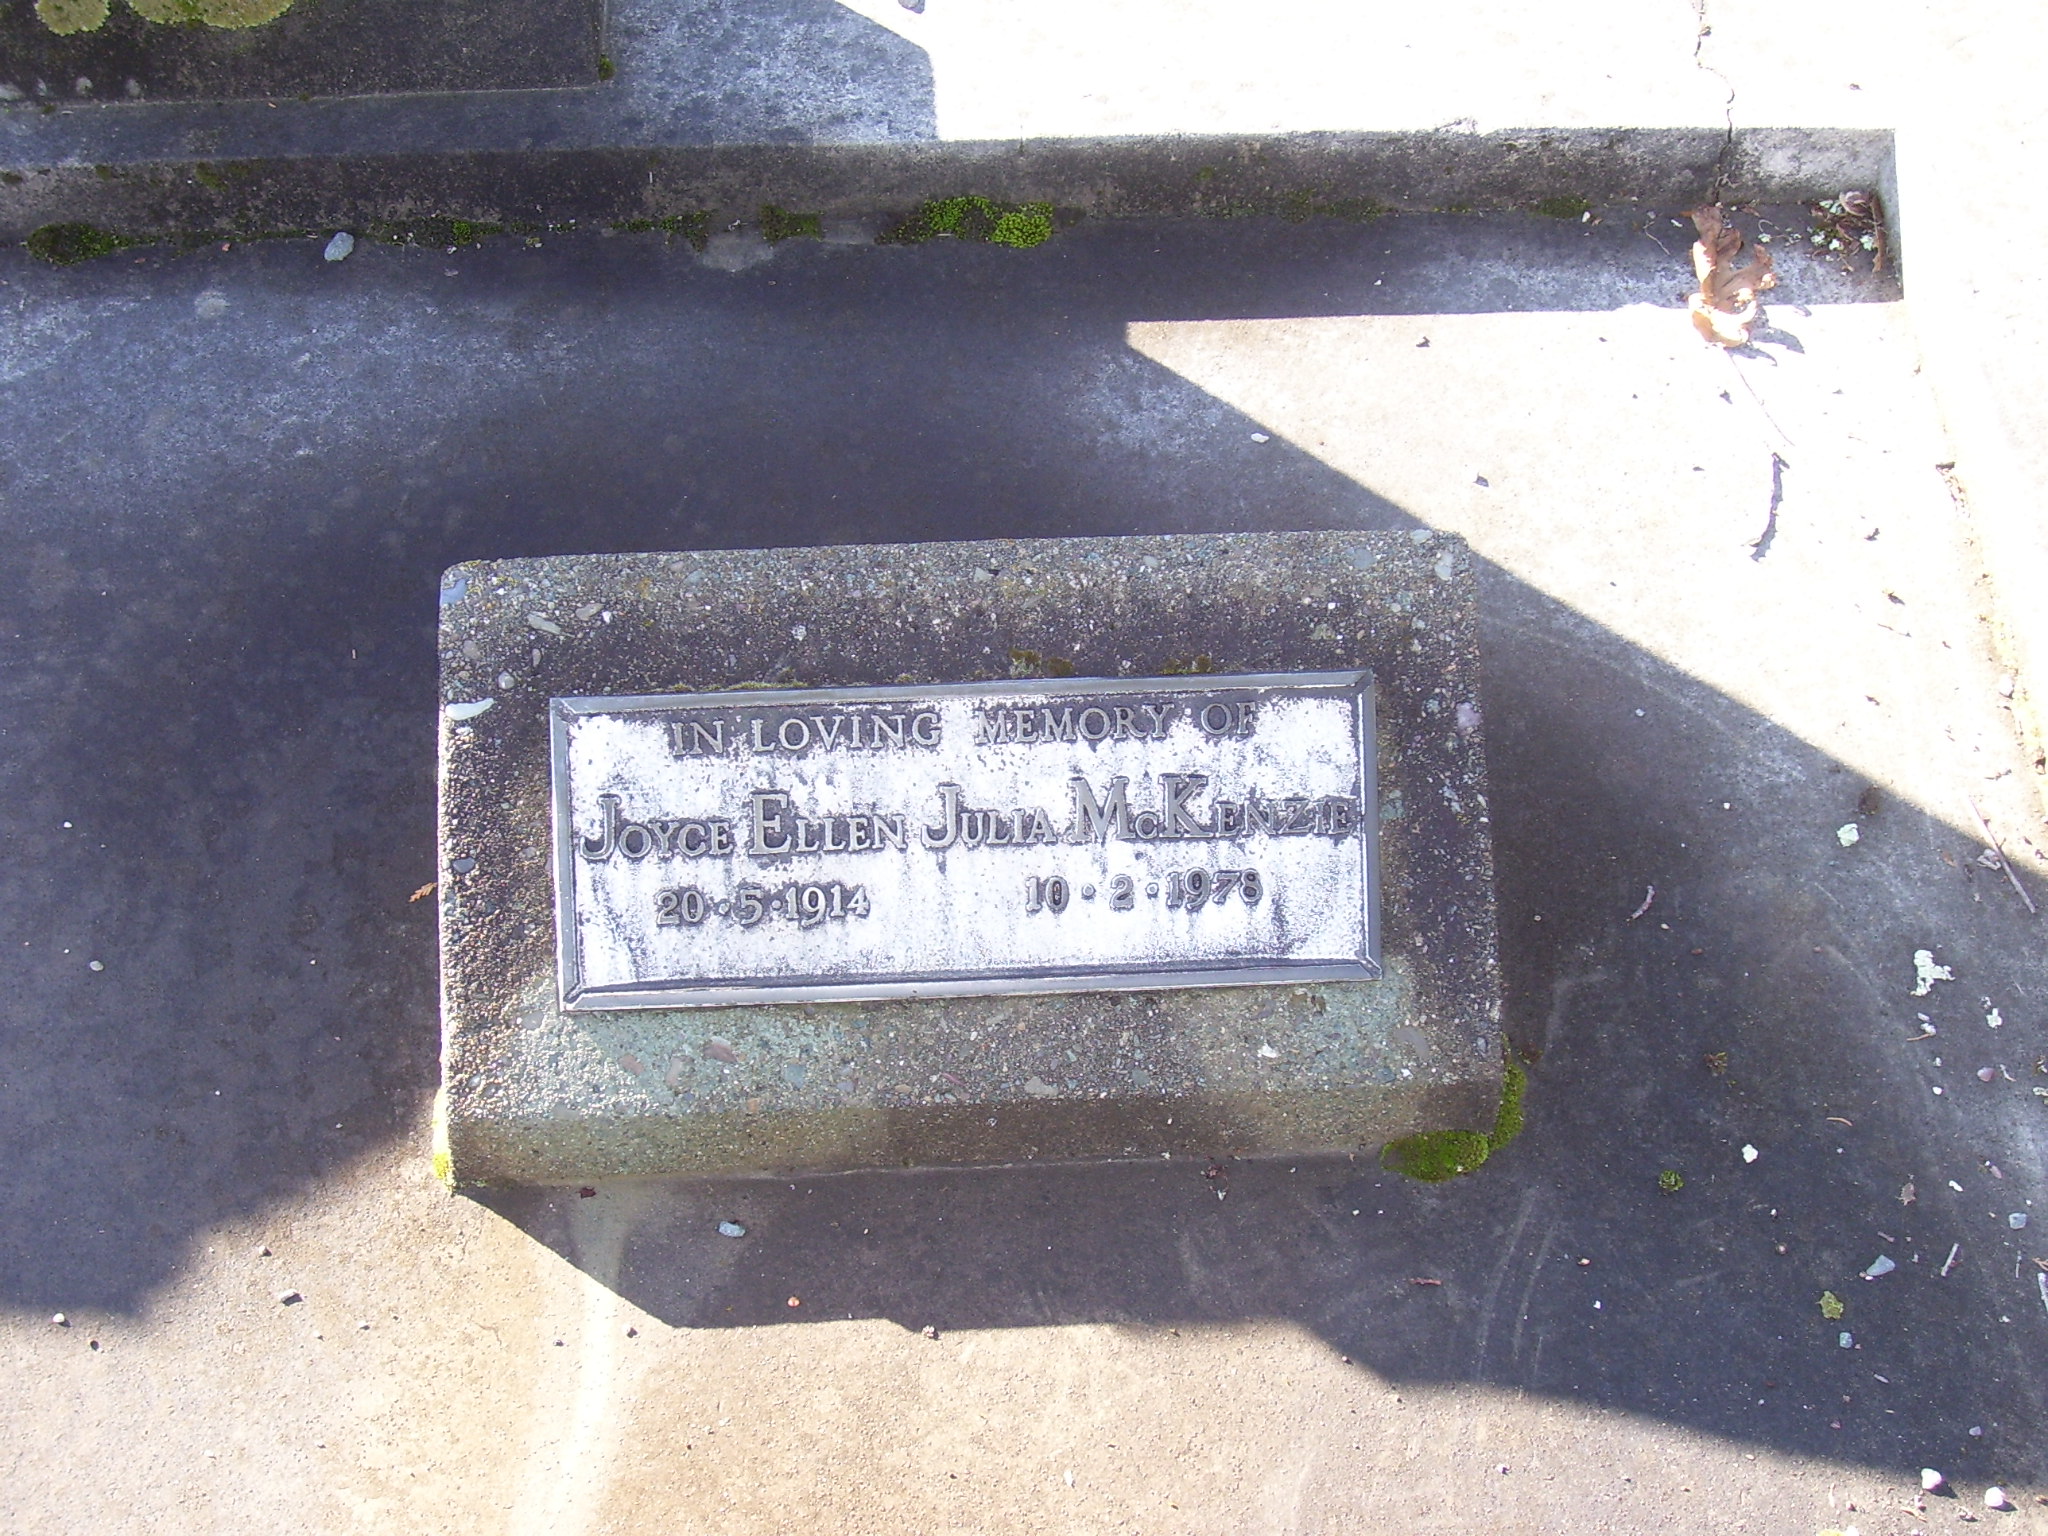 IN LOVING MEMORY OF
JOYCE ELLEN JULIA McKENZIE
20·5·1914 10·2·1978